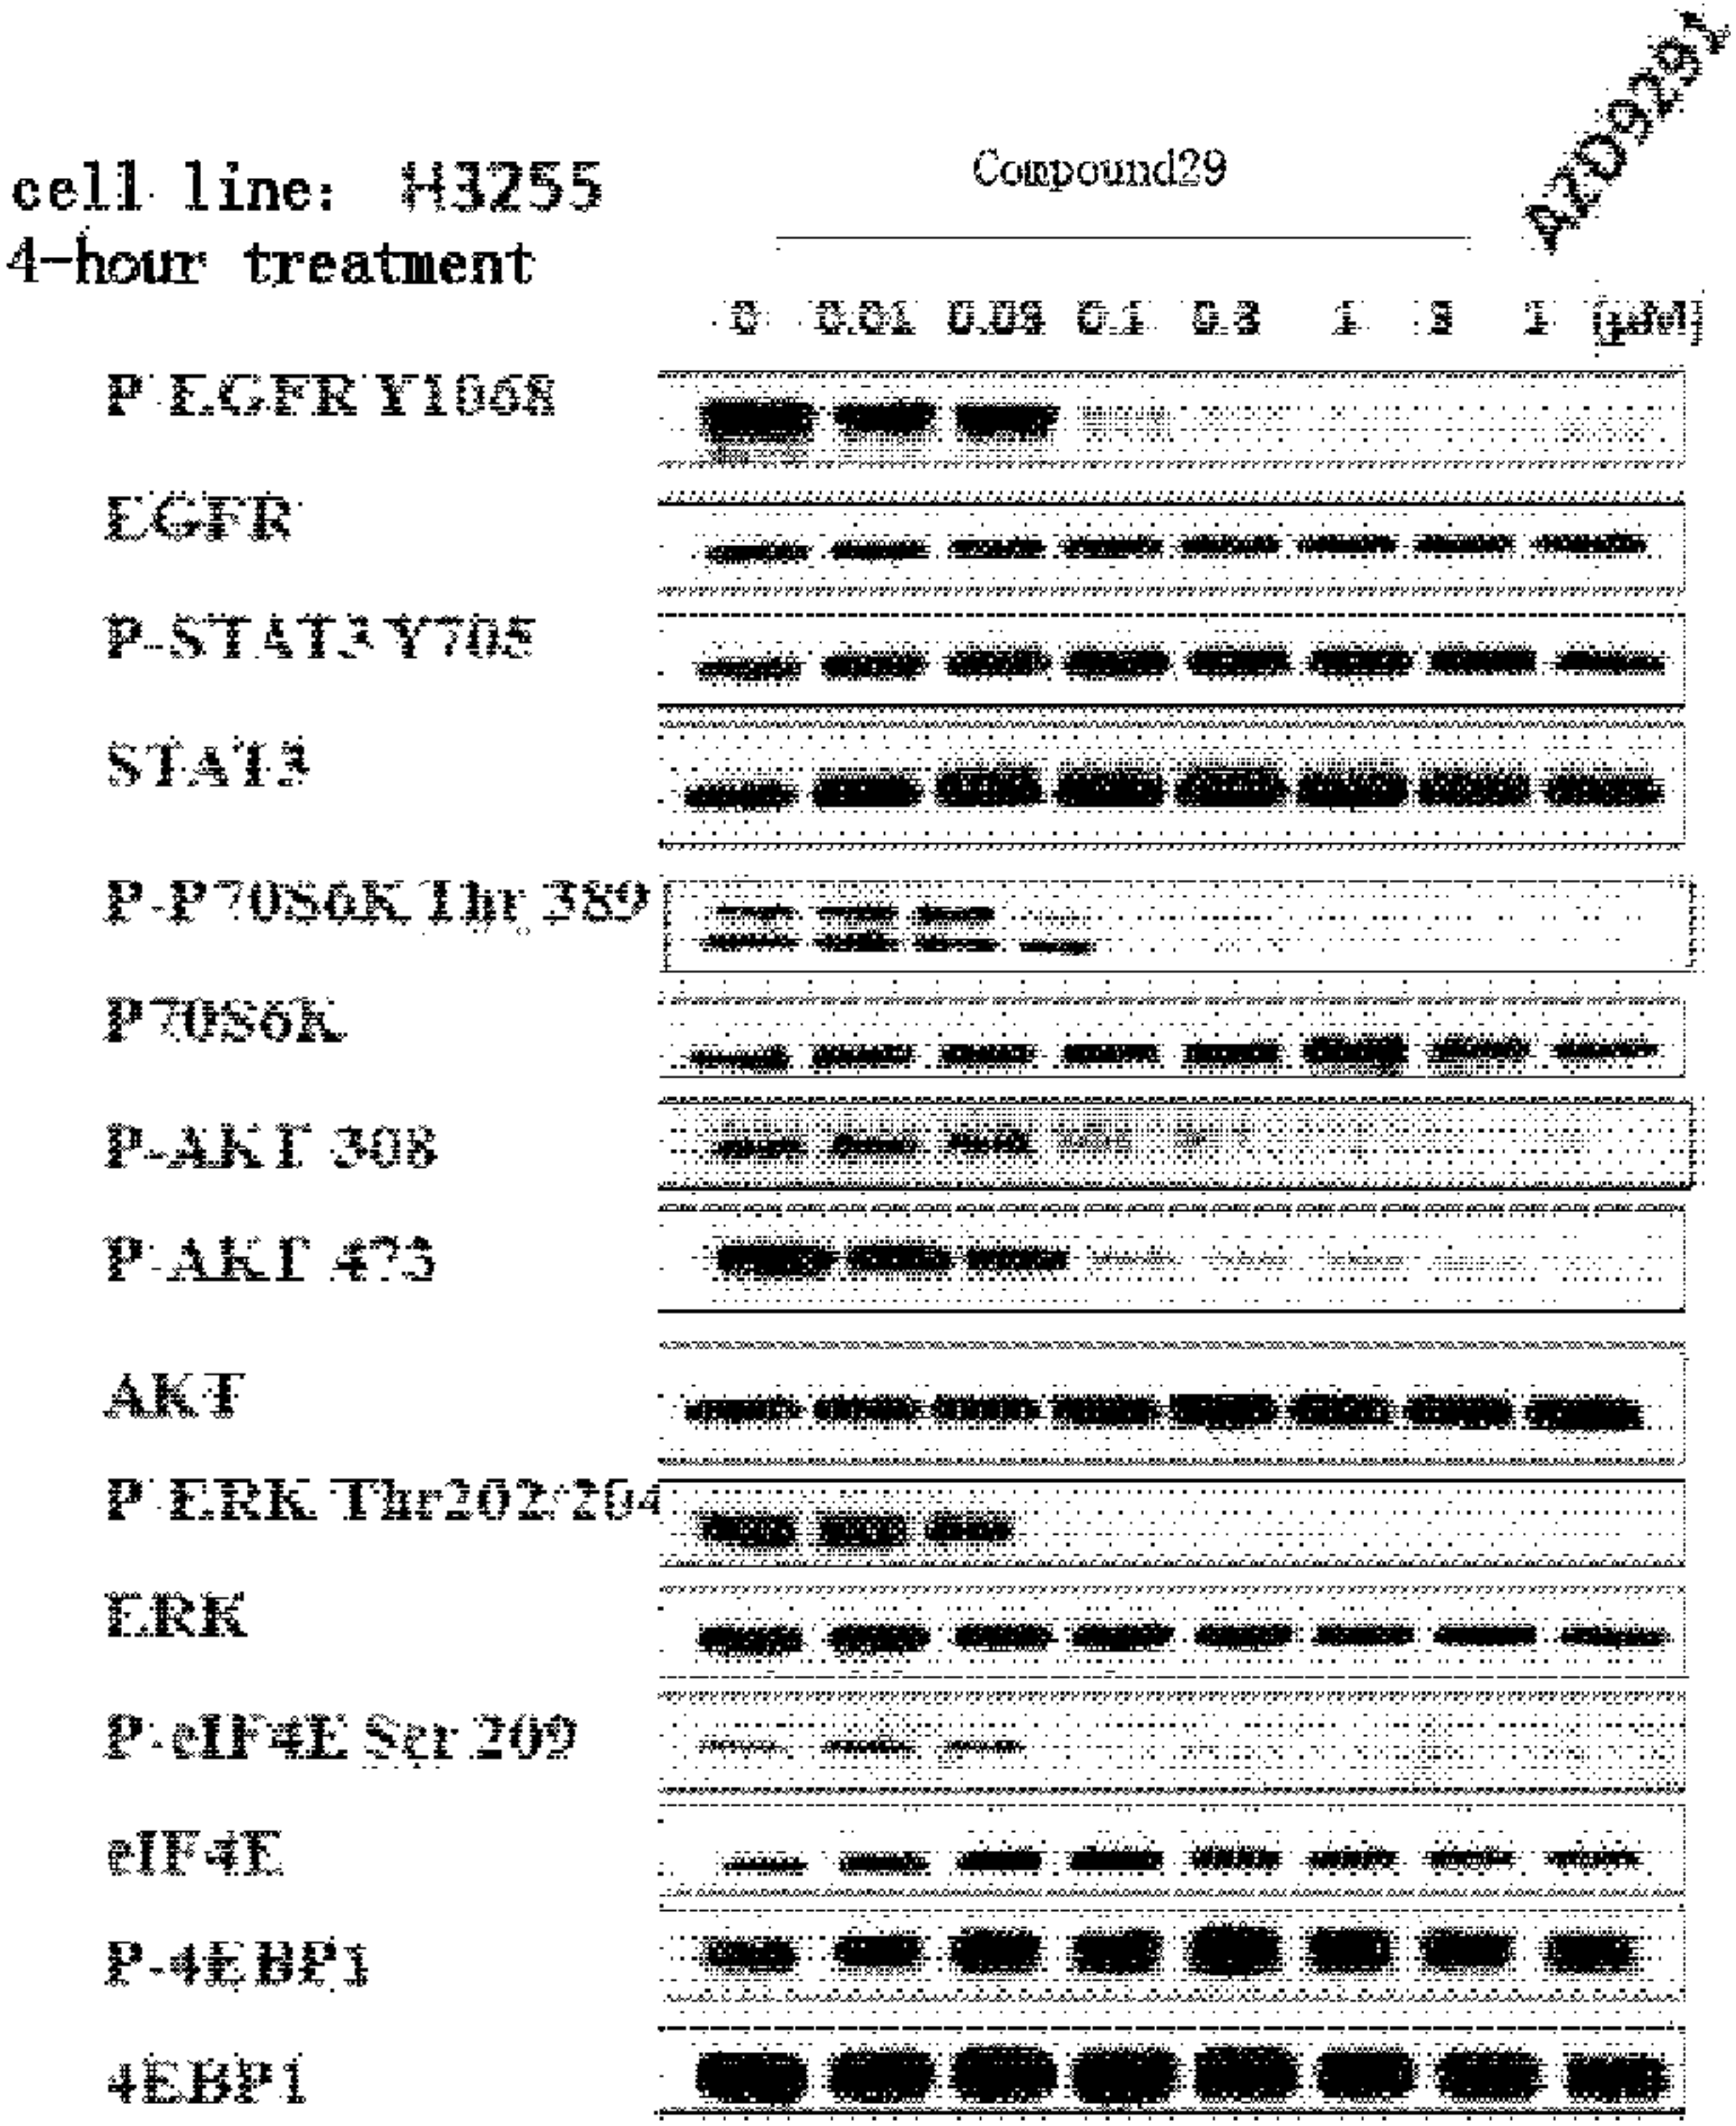 AZD9291
cell line: H3255
Compound29
4-hour treatment
0 0.01 0.03 0.1 0.3 1 3 1 (μM)
P-EGFR Y1068
EGFR
P-STAT3 Y705
STAT3
P-P70S6K Thr 389
P70S6K
P-AKT 308
P-AKT 473
AKT
P-ERK Thr202/204
ERK
P-eIF4E Ser 209
eIF4E
P-4EBP1
4EBP1